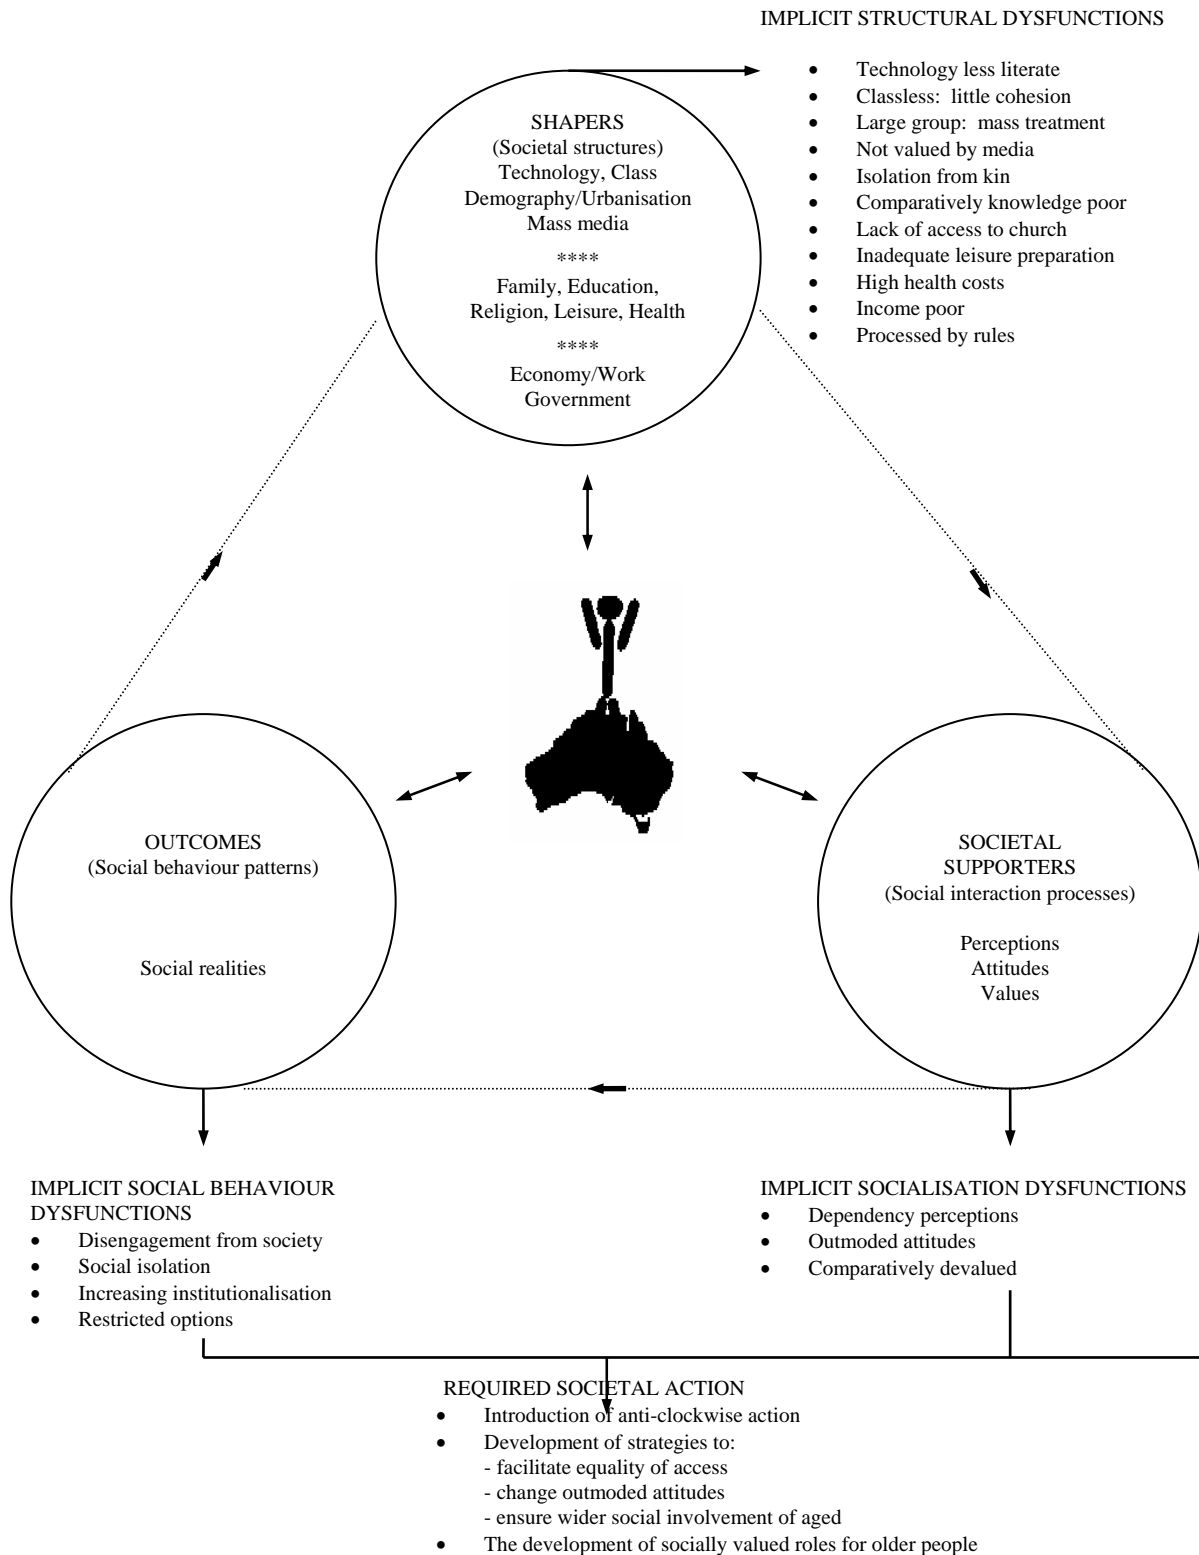 IMPLICIT STRUCTURAL DYSFUNCTIONS
• Technology less literate
• Classless: little cohesion
• Large group: mass treatment
• Not valued by media
• Isolation from kin
• Comparatively knowledge poor
• Lack of access to church
• Inadequate leisure preparation
• High health costs
• Income poor
• Processed by rules
SHAPERS
(Societal structures)
Technology, Class
Demography/Urbanisation
Mass media
****
Family, Education,
Religion, Leisure, Health
****
Economy/Work
Government
OUTCOMES
(Social behaviour patterns)
Social realities
SOCIETAL
SUPPORTERS
(Social interaction processes)
Perceptions
Attitudes
Values
IMPLICIT SOCIAL BEHAVIOUR
DYSFUNCTIONS
• Disengagement from society
• Social isolation
• Increasing institutionalisation
• Restricted options
IMPLICIT SOCIALISATION DYSFUNCTIONS
• Dependency perceptions
• Outmoded attitudes
• Comparatively devalued
REQUIRED SOCIETAL ACTION
• Introduction of anti-clockwise action
• Development of strategies to:
- facilitate equality of access
- change outmoded attitudes
- ensure wider social involvement of aged
• The development of socially valued roles for older people